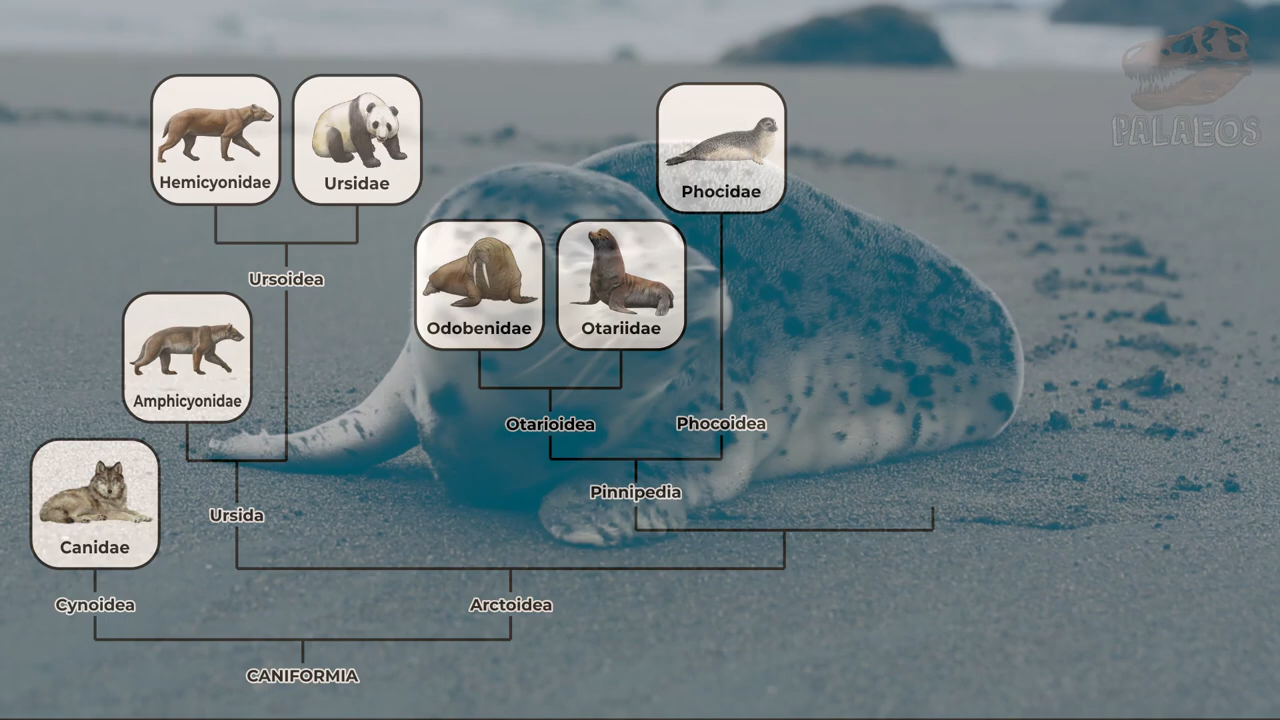 PALAEOS
Hemicyonidae
Ursidae
Phocidae
Ursoidea
Odobenidae
Otariidae
Amphicyonidae
Otarioidea
Phocoidea
Pinnipedia
Ursida
Canidae
Cynoidea
Arctoidea
CANIFORMIA